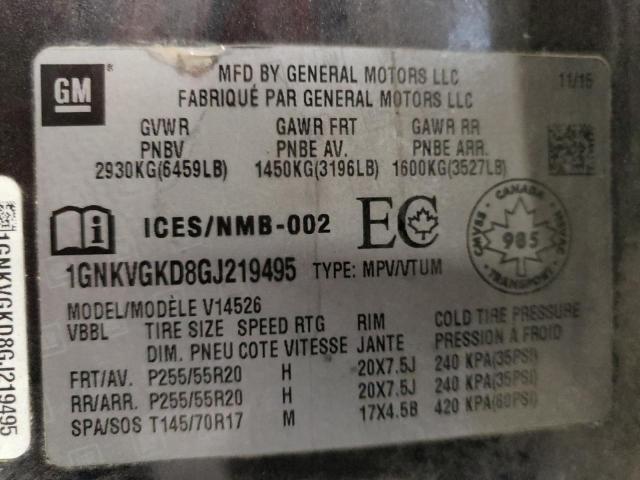 GM
MFD BY GENERAL MOTORS LLC
FABRIQUÉ PAR GENERAL MOTORS LLC
11/15
GVWR GAWR FRT GAWR RR
PNBV PNBE AV. PNBE ARR.
2930KG(6459LB) 1450KG(3196LB) 1600KG(3527LB)
i ICES/NMB-002 EC
CANADA
CMVSS 985 NSVAC
TRANSPORT
1GNKVGKD8GJ219495 TYPE: MPV/VTUM
MODEL/MODÈLE V14526
VBBL TIRE SIZE SPEED RTG RIM COLD TIRE PRESSURE
DIM. PNEU COTE VITESSE JANTE PRESSION A FROID
FRT/AV. P255/55R20 H 20X7.5J 240 KPA(35PSI)
RR/ARR. P255/55R20 H 20X7.5J 240 KPA(35PSI)
SPA/SOS T145/70R17 M 17X4.5B 420 KPA(60PSI)
1GNKVGKD8GJ219495